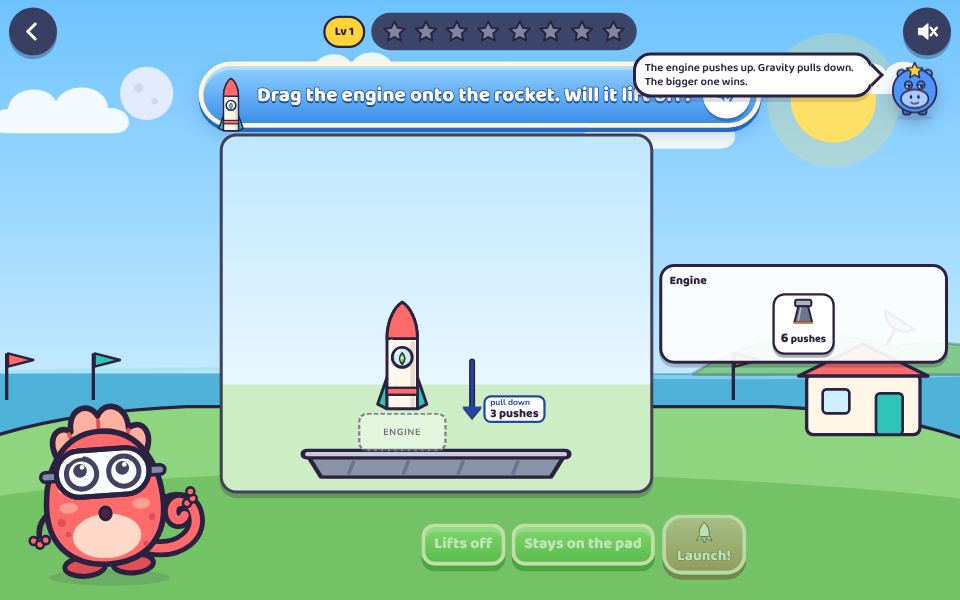 Lv 1
The engine pushes up. Gravity pulls down.
The bigger one wins.
Drag the engine onto the rocket. Will it lift off?
Engine
6 pushes
pull down
3 pushes
ENGINE
Lifts off
Stays on the pad
Launch!